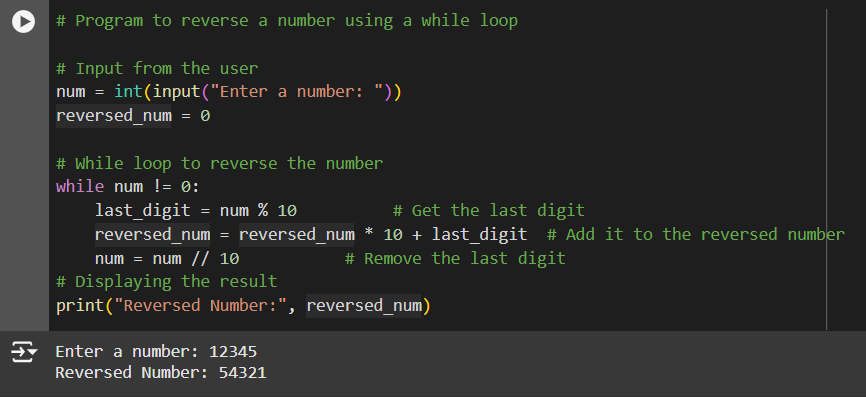 # Program to reverse a number using a while loop
# Input from the user
num = int(input("Enter a number: "))
reversed_num = 0
# While loop to reverse the number
while num != 0:
    last_digit = num % 10          # Get the last digit
    reversed_num = reversed_num * 10 + last_digit  # Add it to the reversed number
    num = num // 10           # Remove the last digit
# Displaying the result
print("Reversed Number:", reversed_num)
Enter a number: 12345
Reversed Number: 54321